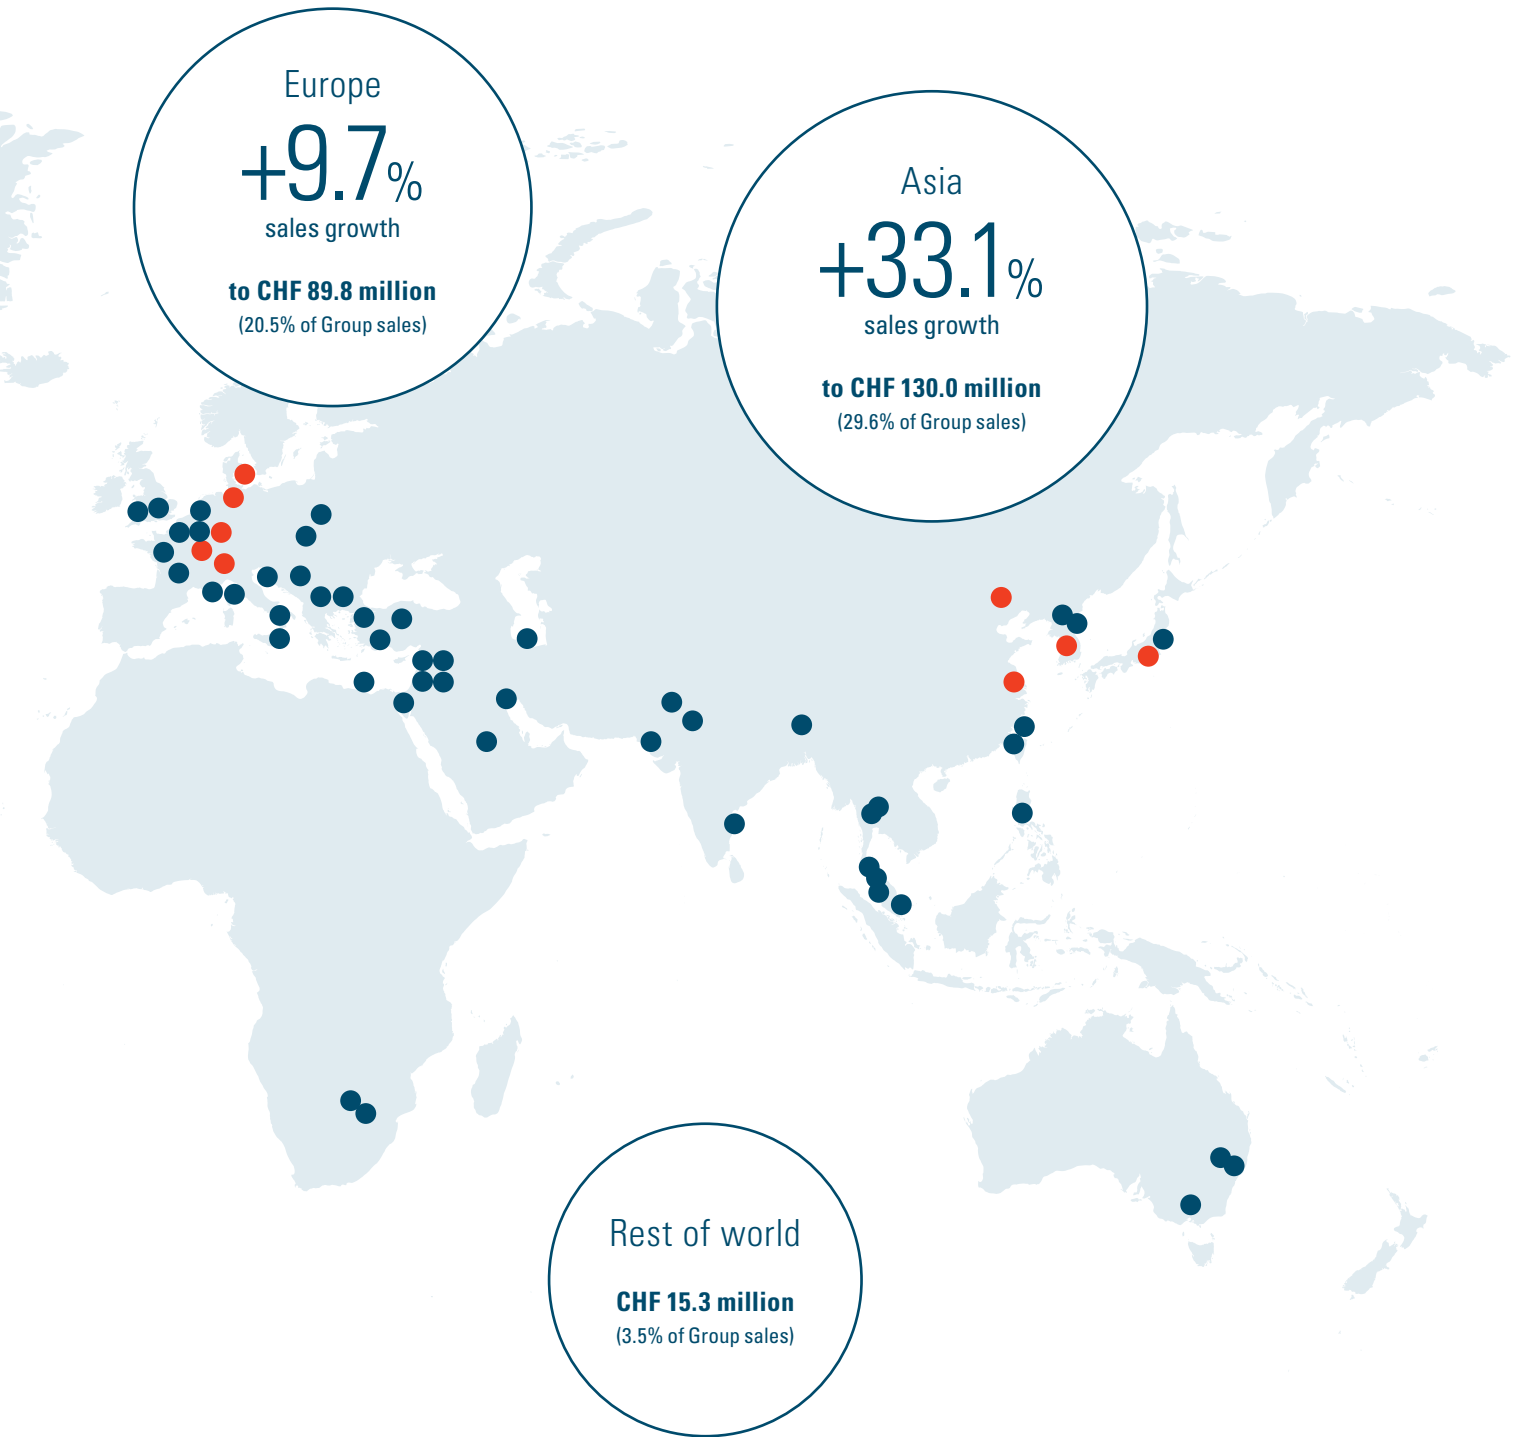 Europe
+9.7%
sales growth
to CHF 89.8 million
(20.5% of Group sales)
Asia
+33.1%
sales growth
to CHF 130.0 million
(29.6% of Group sales)
Rest of world
CHF 15.3 million
(3.5% of Group sales)